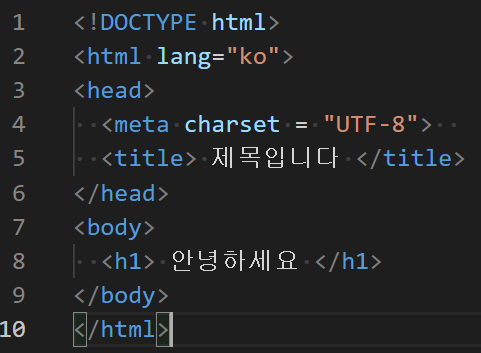 1 <!DOCTYPE html>
2 <html lang="ko">
3 <head>
4 <meta charset = "UTF-8">
5 <title> 제목입니다 </title>
6 </head>
7 <body>
8 <h1> 안녕하세요 </h1>
9 </body>
10 </html>